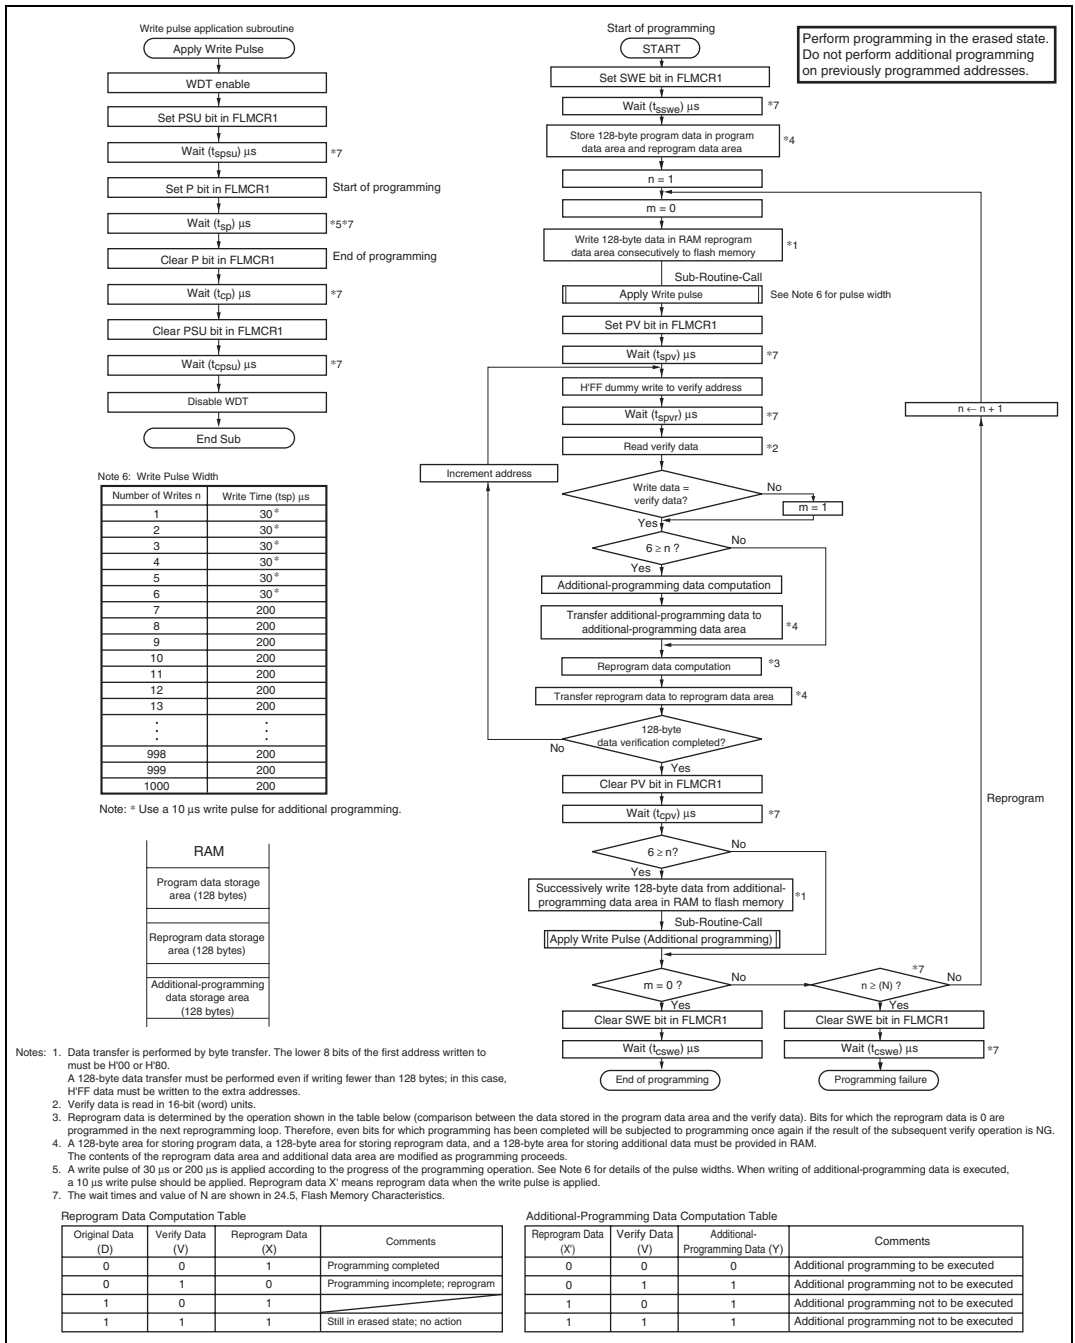 Write pulse application subroutine
Apply Write Pulse
WDT enable
Set PSU bit in FLMCR1
Wait (tspsu) μs
*7
Set P bit in FLMCR1
Start of programming
Wait (tsp) μs
*5*7
Clear P bit in FLMCR1
End of programming
Wait (tcp) μs
*7
Clear PSU bit in FLMCR1
Wait (tcpsu) μs
*7
Disable WDT
End Sub
Note 6: Write Pulse Width
Number of Writes n Write Time (tsp) μs
1 30*
2 30*
3 30*
4 30*
5 30*
6 30*
7 200
8 200
9 200
10 200
11 200
12 200
13 200
998 200
999 200
1000 200
Note: * Use a 10 μs write pulse for additional programming.
RAM
Program data storage
area (128 bytes)
Reprogram data storage
area (128 bytes)
Additional-programming
data storage area
(128 bytes)
Start of programming
START
Perform programming in the erased state.
Do not perform additional programming
on previously programmed addresses.
Set SWE bit in FLMCR1
Wait (tsswe) μs
*7
Store 128-byte program data in program
data area and reprogram data area
*4
n = 1
m = 0
Write 128-byte data in RAM reprogram
data area consecutively to flash memory
*1
Sub-Routine-Call
Apply Write pulse
See Note 6 for pulse width
Set PV bit in FLMCR1
Wait (tspv) μs
*7
H'FF dummy write to verify address
Wait (tspvr) μs
*7
Read verify data
*2
Increment address
Write data =
verify data?
No
m = 1
Yes
6 ≥ n ?
No
Yes
Additional-programming data computation
Transfer additional-programming data to
additional-programming data area
*4
Reprogram data computation
*3
Transfer reprogram data to reprogram data area
*4
128-byte
data verification completed?
No
Yes
Clear PV bit in FLMCR1
Wait (tcpv) μs
*7
6 ≥ n?
No
Yes
Successively write 128-byte data from additional-
programming data area in RAM to flash memory
*1
Sub-Routine-Call
Apply Write Pulse (Additional programming)
m = 0 ?
No
Yes
n ≥ (N) ?
*7
No
Yes
n ← n + 1
Reprogram
Clear SWE bit in FLMCR1
Wait (tcswe) μs
End of programming
Clear SWE bit in FLMCR1
Wait (tcswe) μs
*7
Programming failure
Notes: 1. Data transfer is performed by byte transfer. The lower 8 bits of the first address written to
must be H'00 or H'80.
A 128-byte data transfer must be performed even if writing fewer than 128 bytes; in this case,
H'FF data must be written to the extra addresses.
2. Verify data is read in 16-bit (word) units.
3. Reprogram data is determined by the operation shown in the table below (comparison between the data stored in the program data area and the verify data). Bits for which the reprogram data is 0 are
programmed in the next reprogramming loop. Therefore, even bits for which programming has been completed will be subjected to programming once again if the result of the subsequent verify operation is NG.
4. A 128-byte area for storing program data, a 128-byte area for storing reprogram data, and a 128-byte area for storing additional data must be provided in RAM.
The contents of the reprogram data area and additional data area are modified as programming proceeds.
5. A write pulse of 30 μs or 200 μs is applied according to the progress of the programming operation. See Note 6 for details of the pulse widths. When writing of additional-programming data is executed,
a 10 μs write pulse should be applied. Reprogram data X' means reprogram data when the write pulse is applied.
7. The wait times and value of N are shown in 24.5, Flash Memory Characteristics.
Reprogram Data Computation Table
Original Data (D) Verify Data (V) Reprogram Data (X) Comments
0 0 1 Programming completed
0 1 0 Programming incomplete; reprogram
1 0 1
1 1 1 Still in erased state; no action
Additional-Programming Data Computation Table
Reprogram Data (X') Verify Data (V) Additional-Programming Data (Y) Comments
0 0 0 Additional programming to be executed
0 1 1 Additional programming not to be executed
1 0 1 Additional programming not to be executed
1 1 1 Additional programming not to be executed